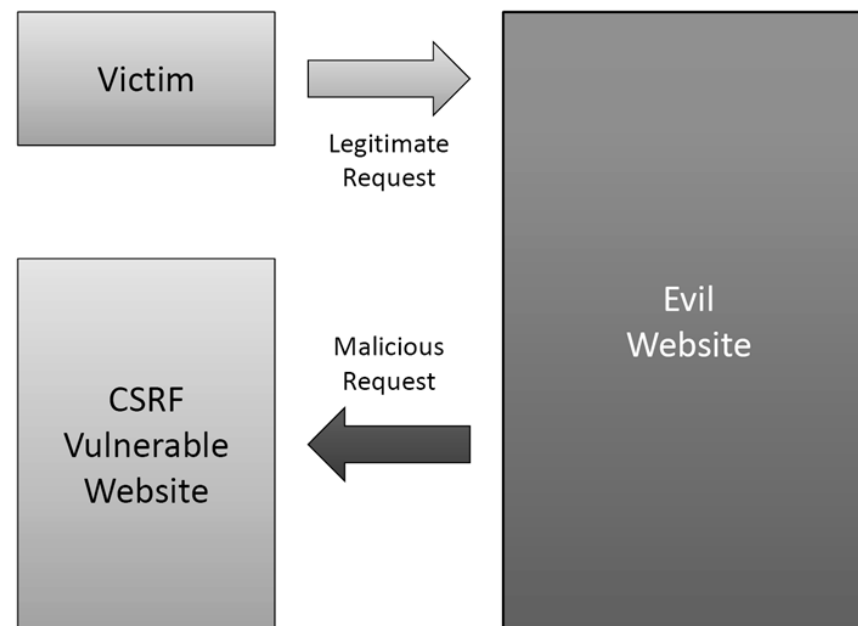 Victim
Legitimate
Request
Evil
Website
Malicious
Request
CSRF
Vulnerable
Website